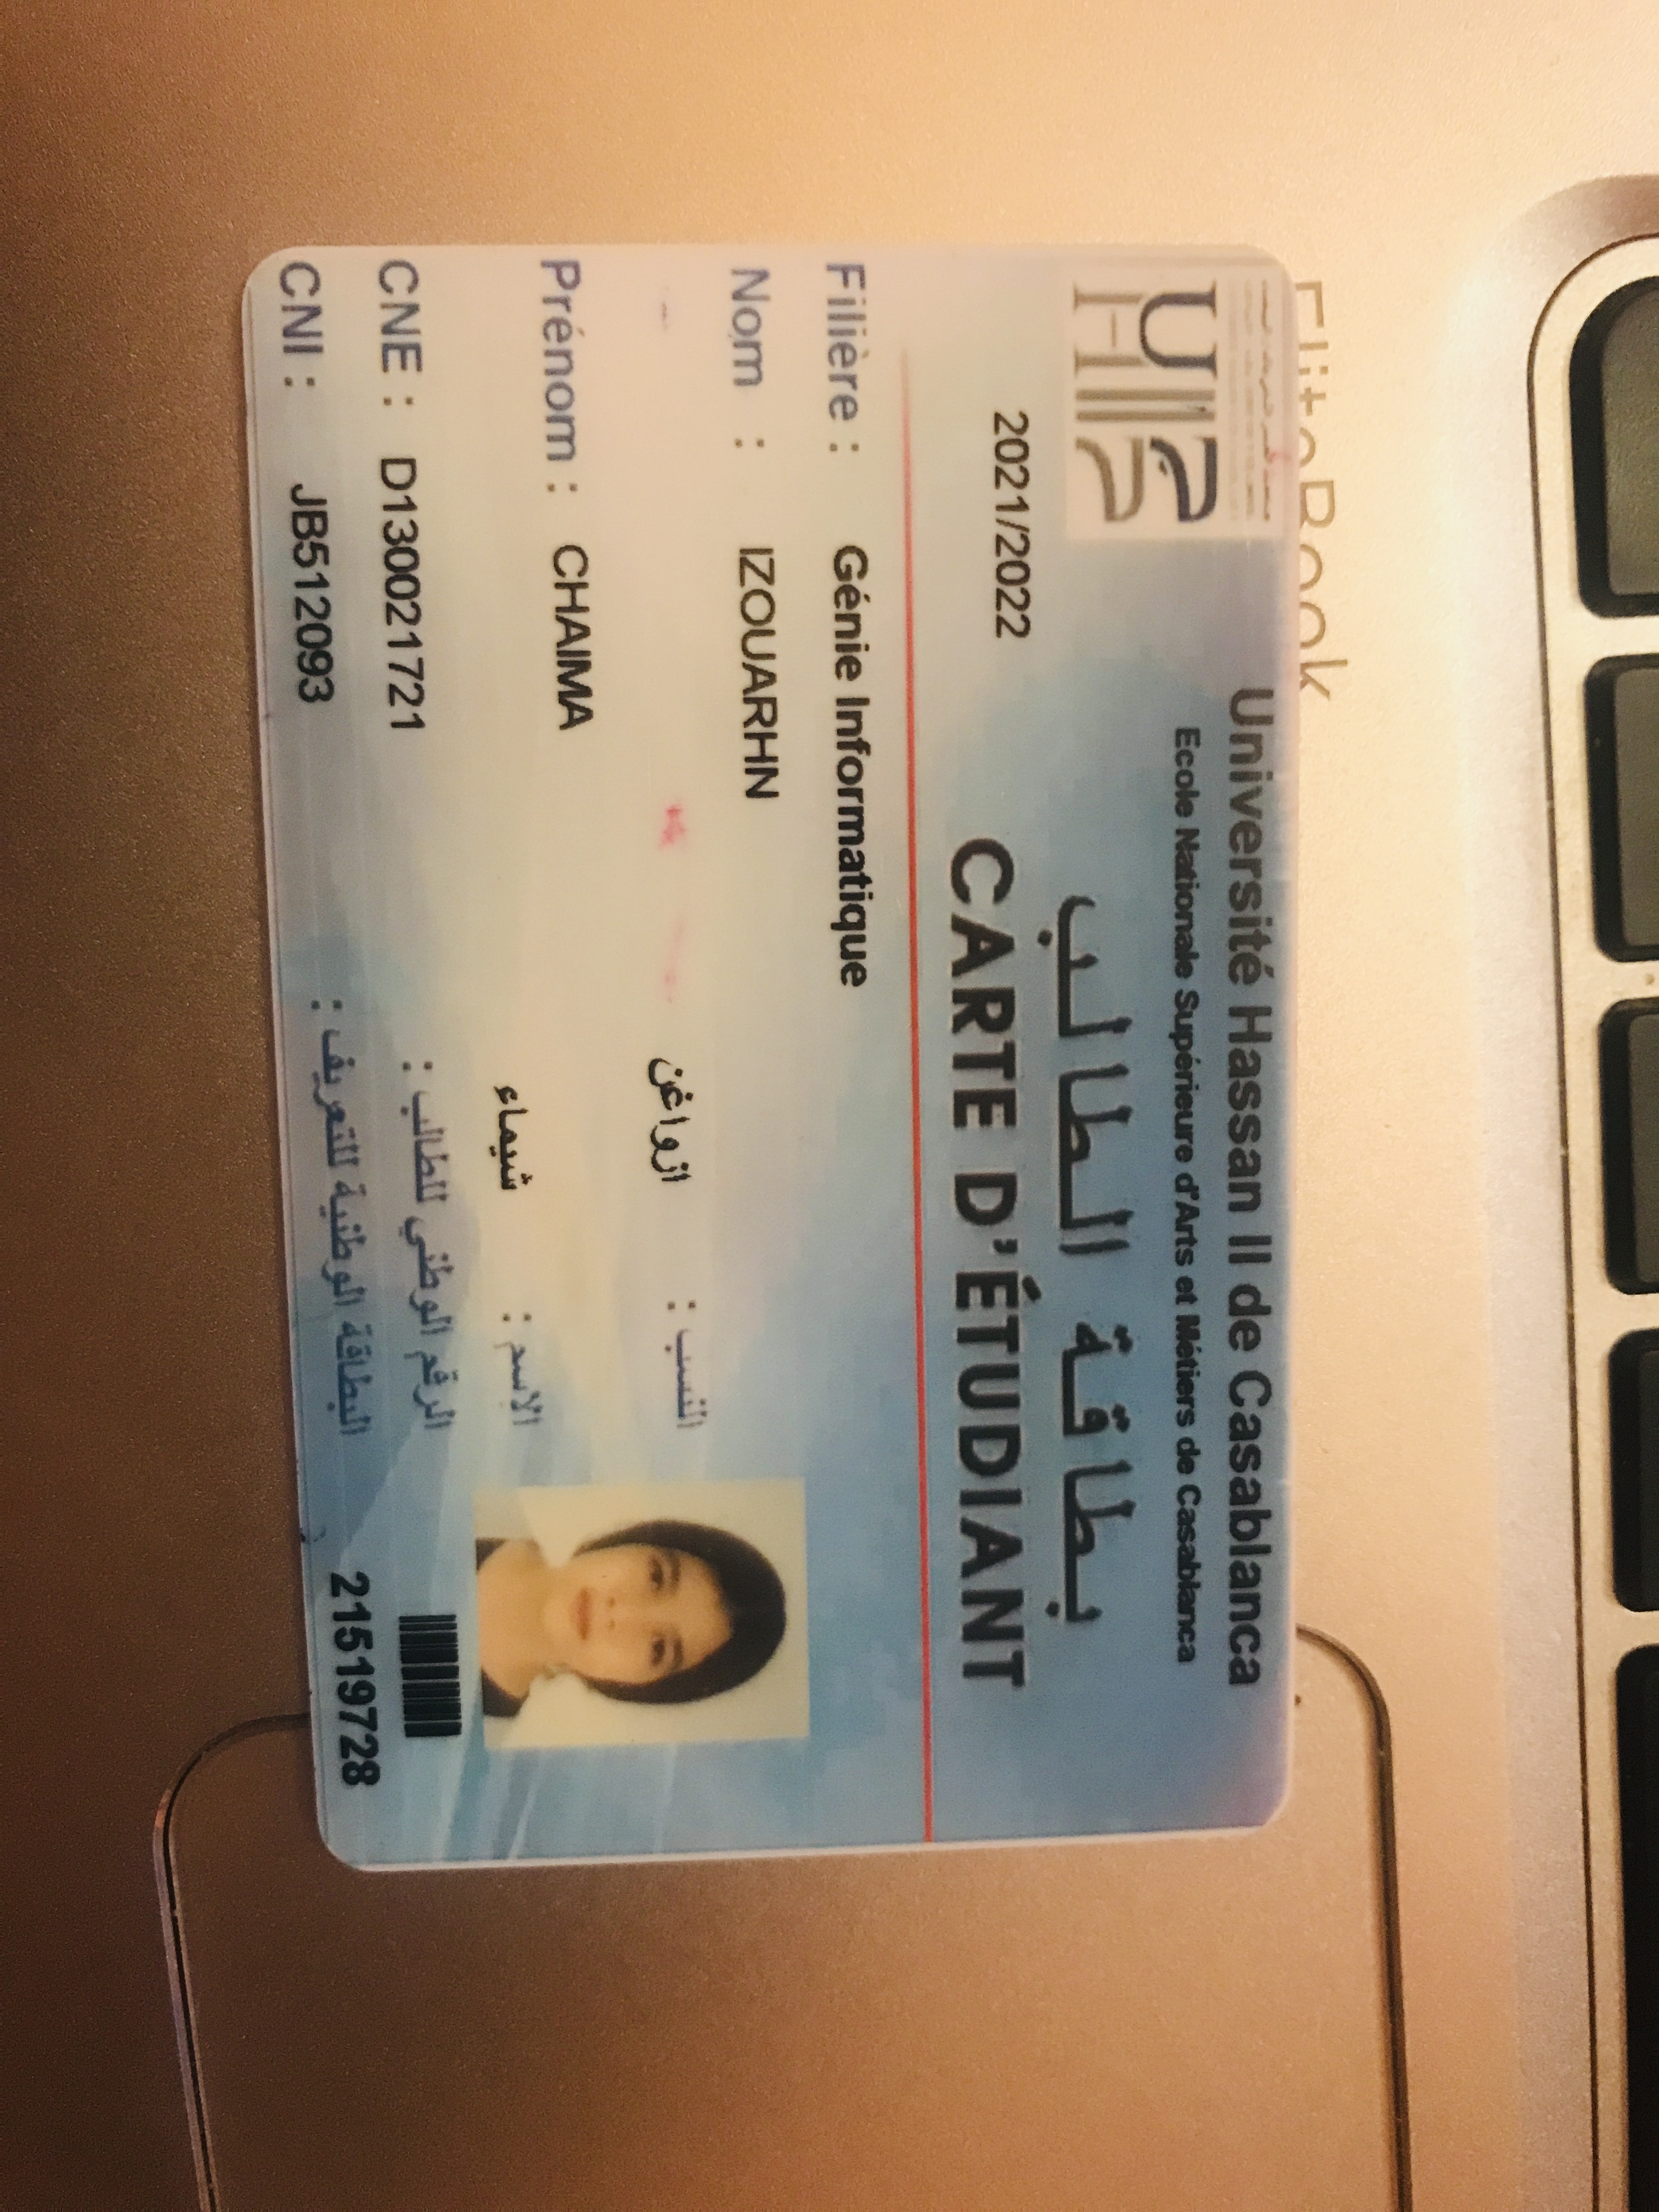 EliteBook
Université Hassan II de Casablanca
Ecole Nationale Supérieure d'Arts et Métiers de Casablanca
بطاقة الطالب
2021/2022
CARTE D'ÉTUDIANT
Filière : Génie Informatique
Nom : IZOUARHN
النسب : ازواغن
Prénom : CHAIMA
الاسم : شيماء
CNE : D130021721
الرقم الوطني للطالب :
CNI : JB512093
البطاقة الوطنية للتعريف :
21519728